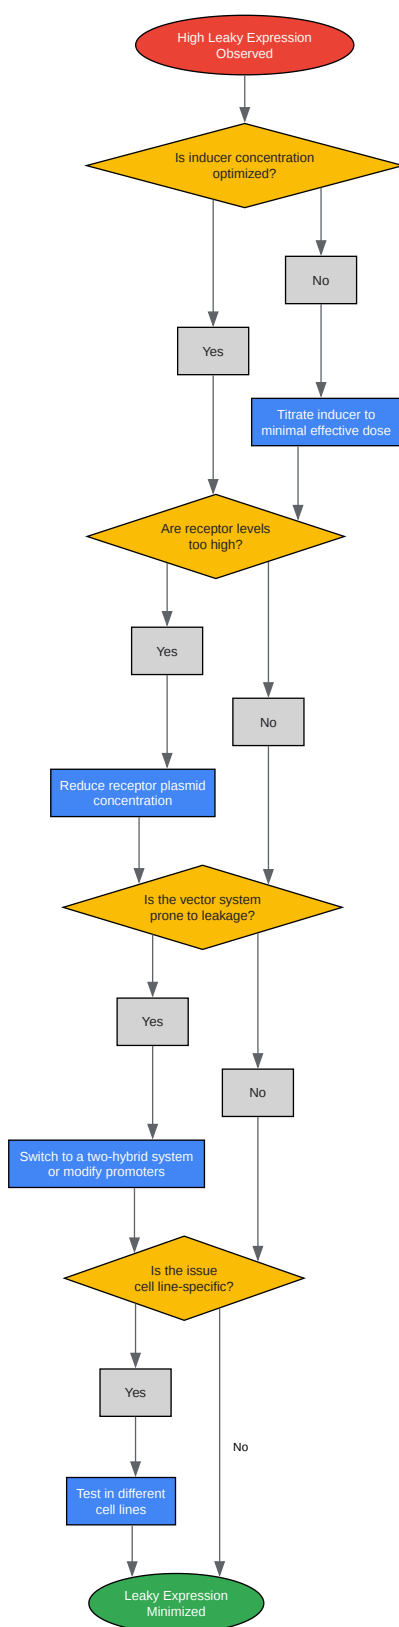 High Leaky Expression
Observed
Is inducer concentration
optimized?
No
Yes
Titrate inducer to
minimal effective dose
Are receptor levels
too high?
Yes
No
Reduce receptor plasmid
concentration
Is the vector system
prone to leakage?
Yes
No
Switch to a two-hybrid system
or modify promoters
Is the issue
cell line-specific?
Yes
No
Test in different
cell lines
Leaky Expression
Minimized